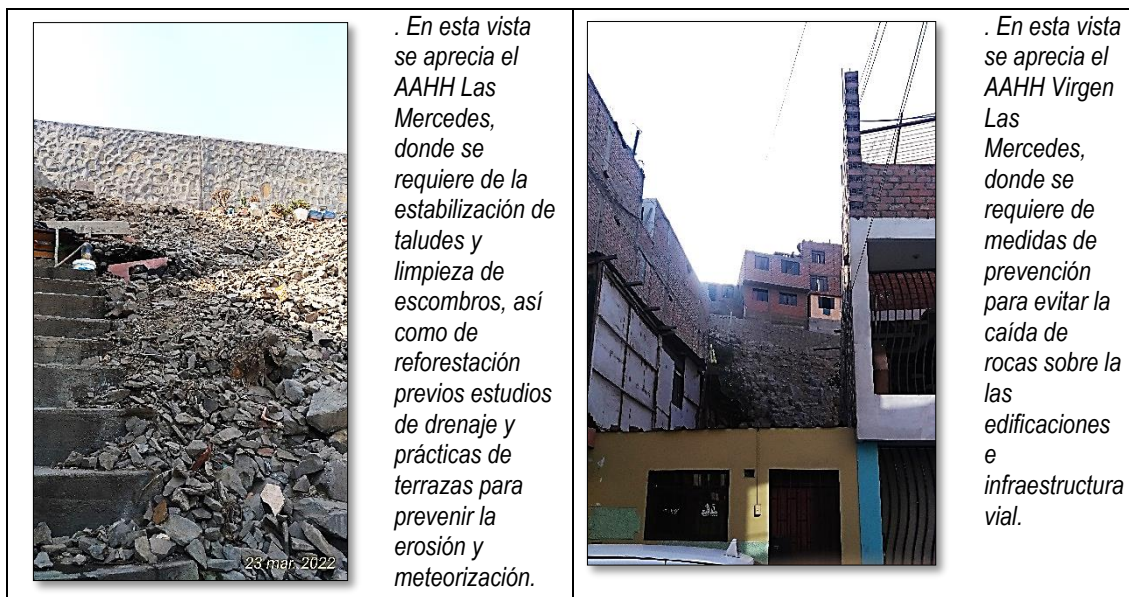 . En esta vista
se aprecia el
AAHH Las
Mercedes,
donde se
requiere de la
estabilización de
taludes y
limpieza de
escombros, así
como de
reforestación
previos estudios
de drenaje y
prácticas de
terrazas para
prevenir la
erosión y
meteorización.
23 mar. 2022
. En esta vista
se aprecia el
AAHH Virgen
Las
Mercedes,
donde se
requiere de
medidas de
prevención
para evitar la
caída de
rocas sobre la
las
edificaciones
e
infraestructura
vial.